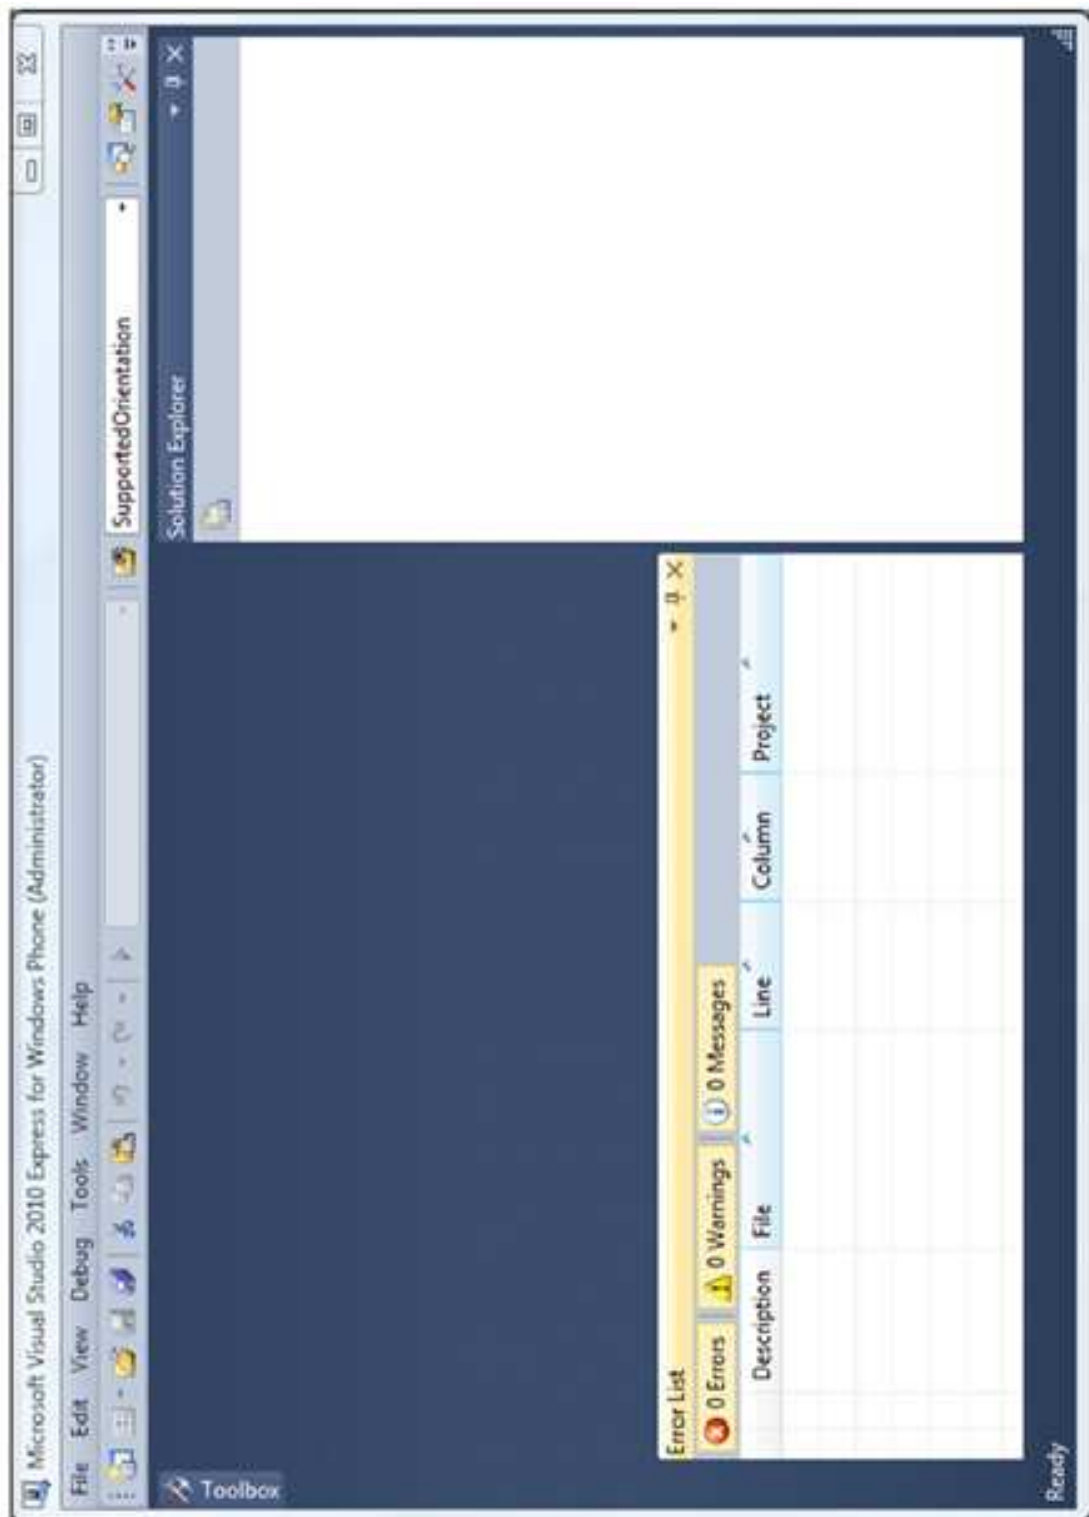 Microsoft Visual Studio 2010 Express for Windows Phone (Administrator)
File Edit View Debug Tools Window Help
SupportedOrientation
Toolbox
Solution Explorer
Error List
0 Errors 0 Warnings 0 Messages
Description File Line Column Project
Ready